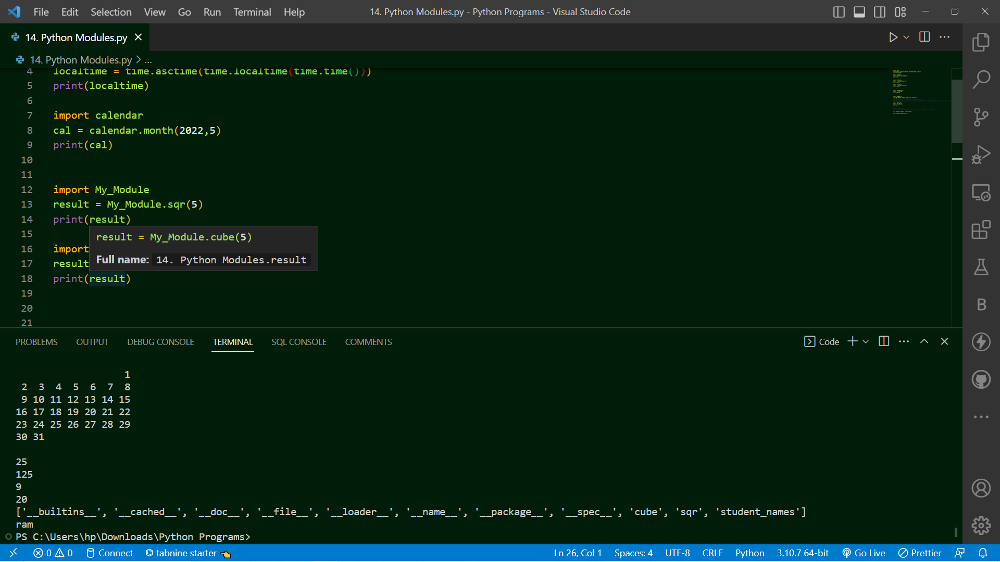 File Edit Selection View Go Run Terminal Help 14. Python Modules.py - Python Programs - Visual Studio Code
14. Python Modules.py
14. Python Modules.py > ...
4 localtime = time.asctime(time.localtime(time.time()))
5 print(localtime)
6
7 import calendar
8 cal = calendar.month(2022,5)
9 print(cal)
10
11
12 import My_Module
13 result = My_Module.sqr(5)
14 print(result)
15
result = My_Module.cube(5)
16 import
Full name: 14. Python Modules.result
17 result
18 print(result)
19
20
21
PROBLEMS OUTPUT DEBUG CONSOLE TERMINAL SQL CONSOLE COMMENTS Code
1
2 3 4 5 6 7 8
9 10 11 12 13 14 15
16 17 18 19 20 21 22
23 24 25 26 27 28 29
30 31
25
125
9
20
['__builtins__', '__cached__', '__doc__', '__file__', '__loader__', '__name__', '__package__', '__spec__', 'cube', 'sqr', 'student_names']
ram
PS C:\Users\hp\Downloads\Python Programs>
0 0 Connect tabnine starter Ln 26, Col 1 Spaces: 4 UTF-8 CRLF Python 3.10.7 64-bit Go Live Prettier